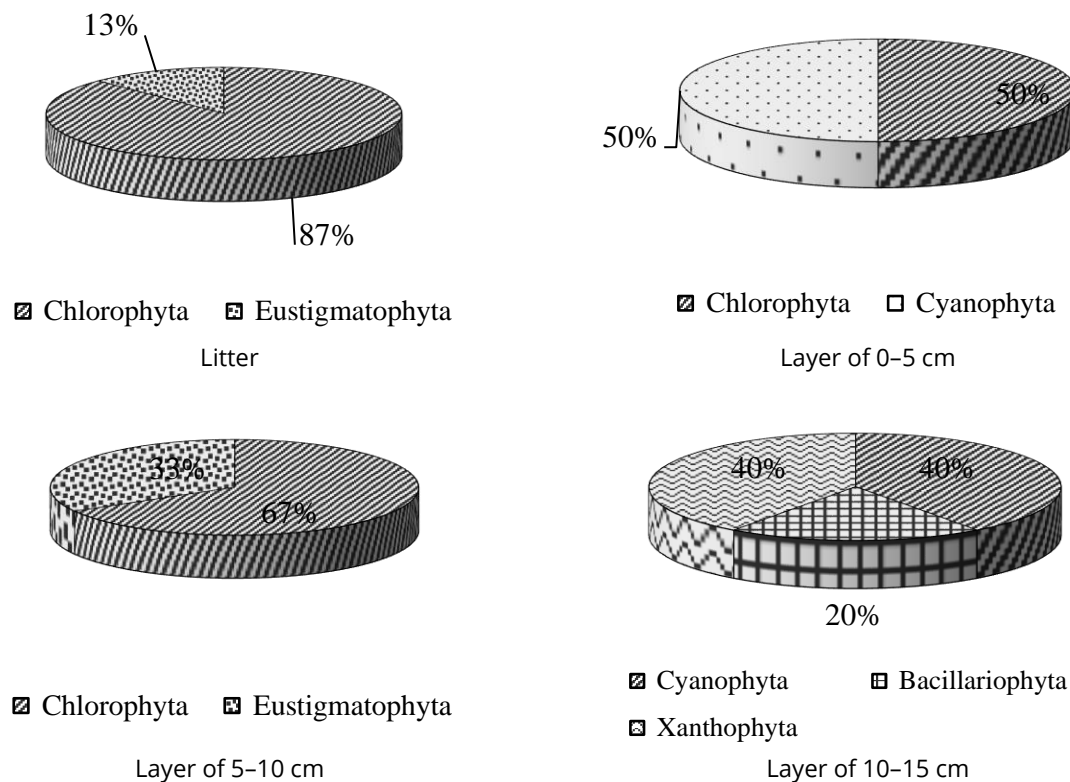 13%
87%
Chlorophyta Eustigmatophyta
Litter
50%
50%
Chlorophyta Cyanophyta
Layer of 0–5 cm
33%
67%
Chlorophyta Eustigmatophyta
Layer of 5–10 cm
40% 40%
20%
Cyanophyta Bacillariophyta
Xanthophyta
Layer of 10–15 cm